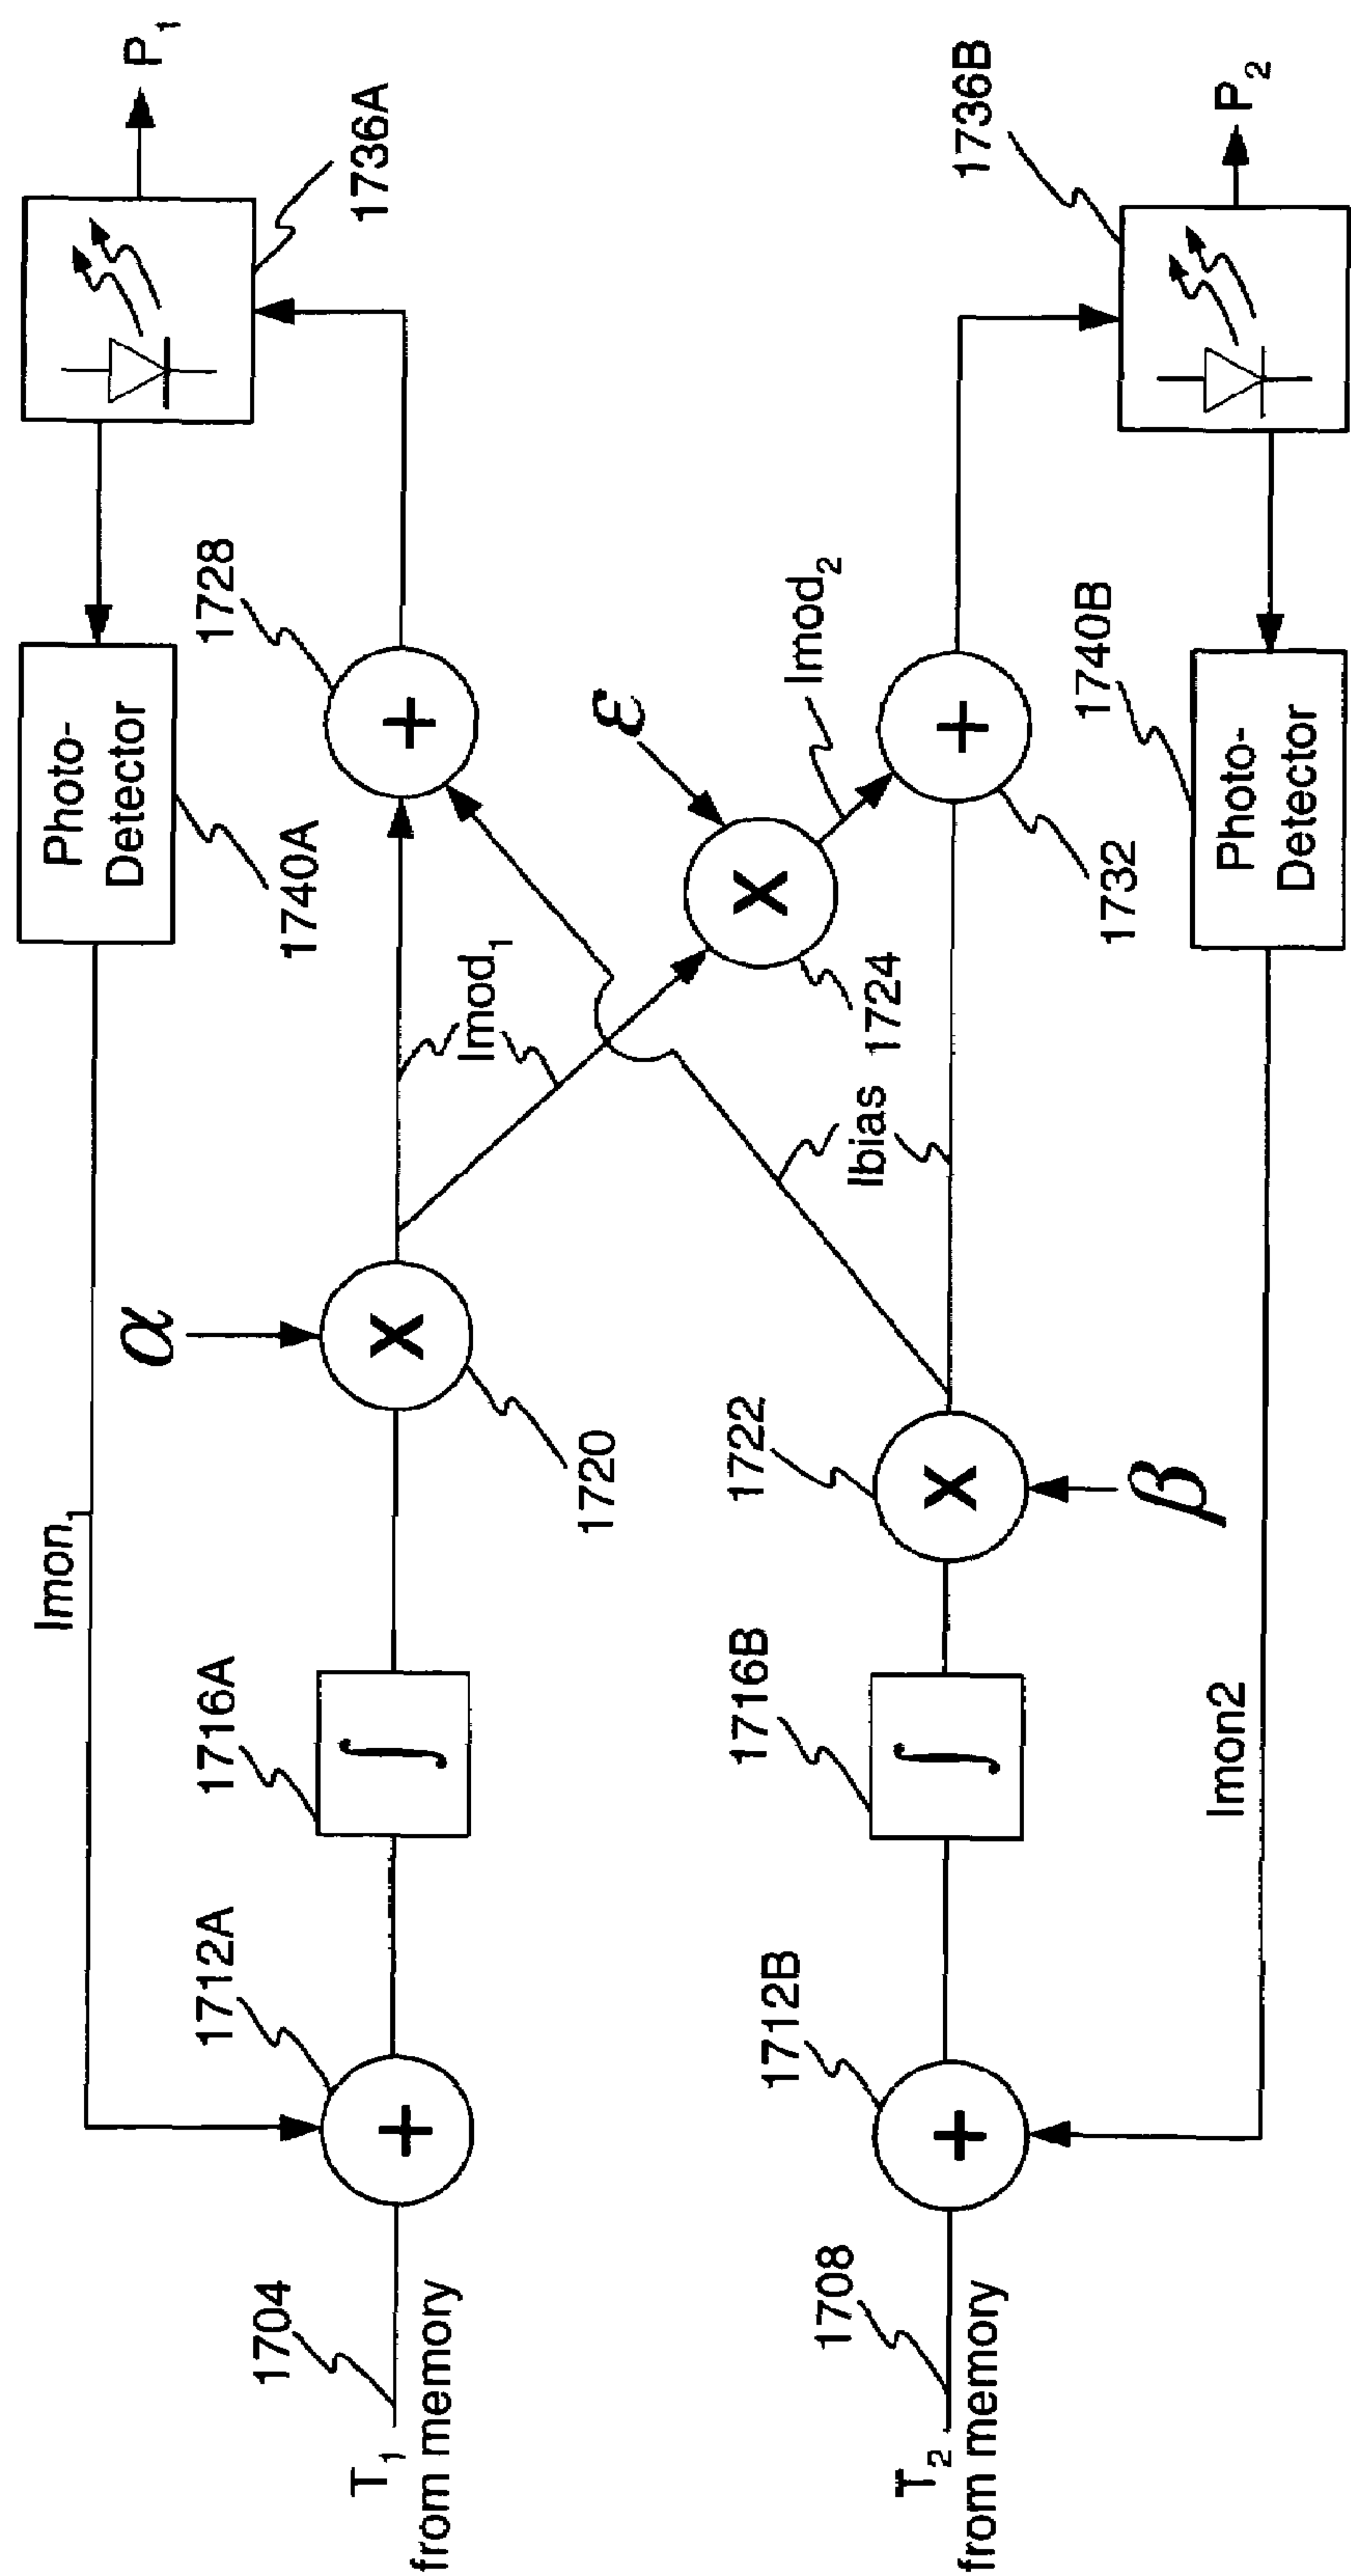 Imon1
Photo-
Detector
1740A
P1
1736A
α
1704
1712A
1716A
1720
1728
T1
from memory
Imod1
ε
Imod2
1724
Ibias
1708
1712B
1716B
1722
1732
1740B
1736B
T2
from memory
β
Photo-
Detector
P2
Imon2